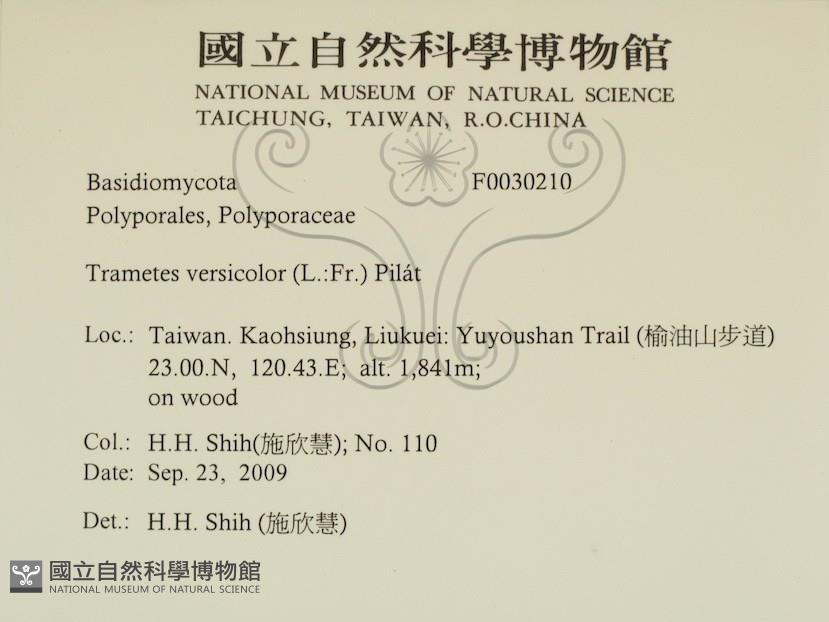 國立自然科學博物館
NATIONAL MUSEUM OF NATURAL SCIENCE
TAICHUNG, TAIWAN, R.O.CHINA
Basidiomycota F0030210
Polyporales, Polyporaceae
Trametes versicolor (L.:Fr.) Pilát
Loc.: Taiwan. Kaohsiung, Liukuei: Yuyoushan Trail (榆油山步道)
23.00.N, 120.43.E; alt. 1,841m;
on wood
Col.: H.H. Shih(施欣慧); No. 110
Date: Sep. 23, 2009
Det.: H.H. Shih (施欣慧)
國立自然科學博物館
NATIONAL MUSEUM OF NATURAL SCIENCE